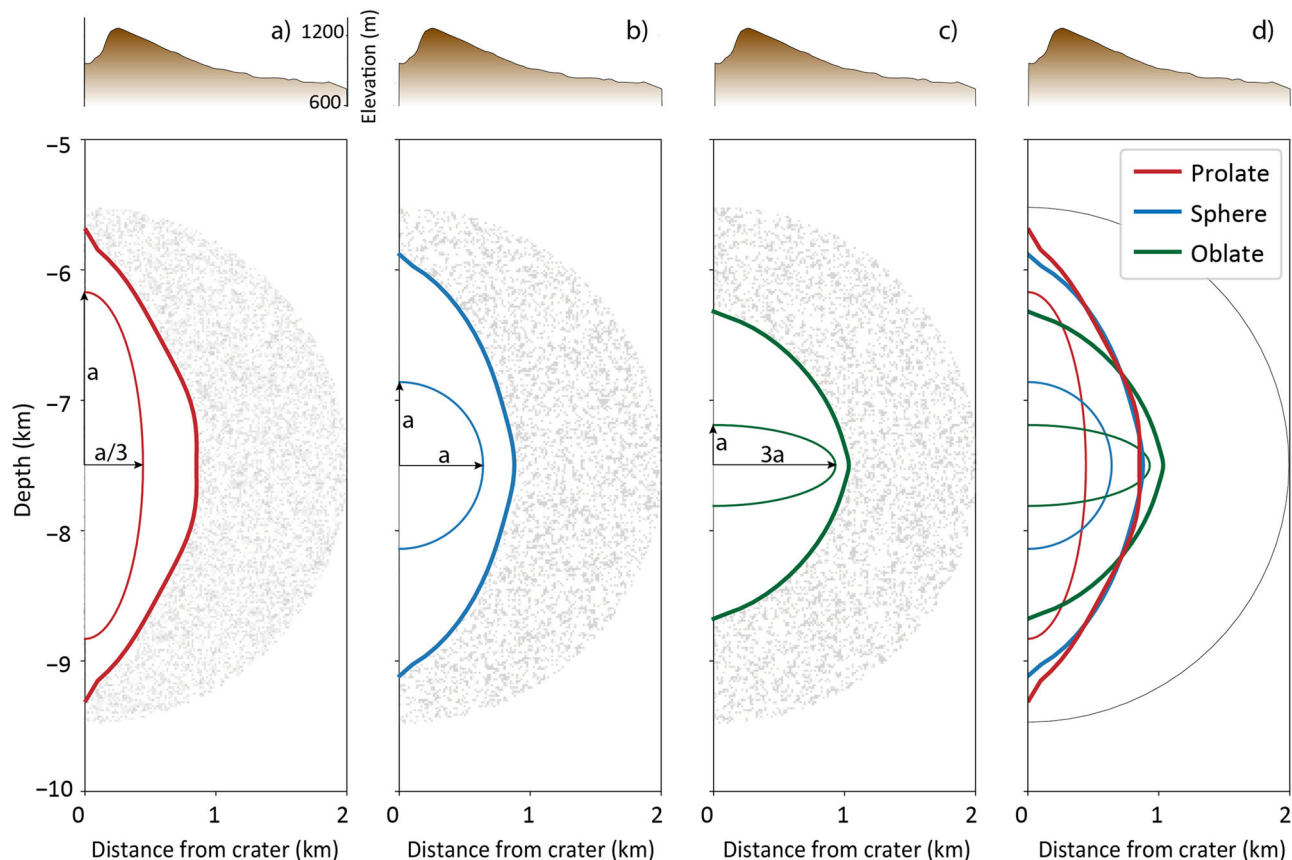 a)
1200
600
Elevation (m)
b)
c)
d)
Depth (km)
−5
−6
−7
−8
−9
−10
a
a/3
a
a
a
3a
Prolate
Sphere
Oblate
0 1 2
0 1 2
0 1 2
0 1 2
Distance from crater (km)
Distance from crater (km)
Distance from crater (km)
Distance from crater (km)